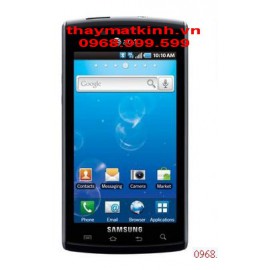 thaymatkinh.vn
0968.999.599
10:10 AM
Google
Contacts Messaging Camera Market
Phone Email Browser Applications
SAMSUNG
0968.